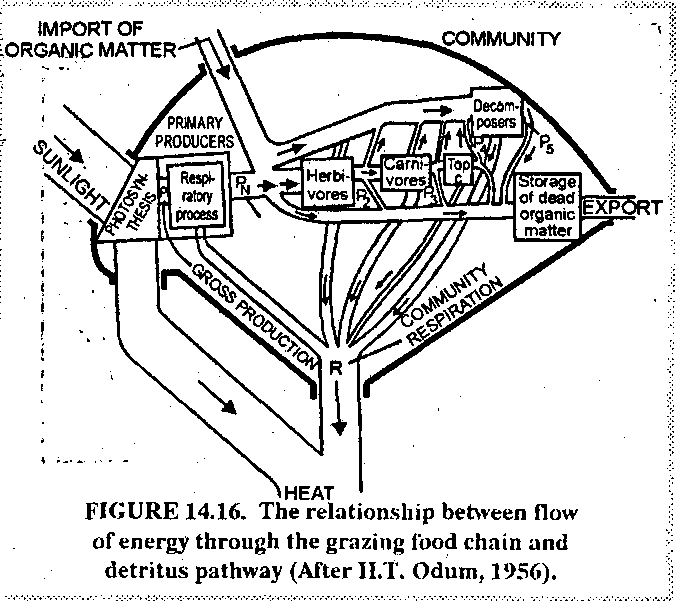 IMPORT OF
ORGANIC MATTER
COMMUNITY
SUNLIGHT
PRIMARY
PRODUCERS
PHOTOSYN-
THESIS
Respi-
ratory
process
PN
Herbi-
vores
P2
Carni-
vores
Top
C
Decom-
posers
P5
Storage
of dead
organic
matter
EXPORT
GROSS PRODUCTION
COMMUNITY
RESPIRATION
R
HEAT
FIGURE 14.16. The relationship between flow
of energy through the grazing food chain and
detritus pathway (After H.T. Odum, 1956).